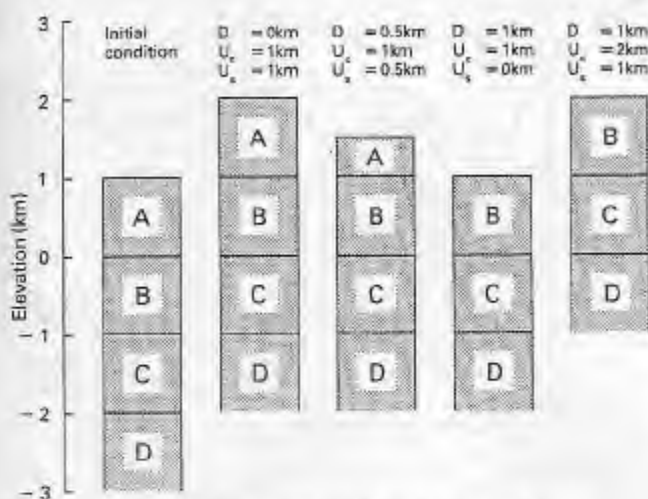 3
2
1
0
– 1
– 2
– 3
Elevation (km)
Initial
condition
D = 0km
Uc = 1km
Us = 1km
D = 0.5km
Uc = 1km
Us = 0.5km
D = 1km
Uc = 1km
Us = 0km
D = 1km
Uc = 2km
Us = 1km
A
B
C
D
A
B
C
D
A
B
C
D
B
C
D
B
C
D